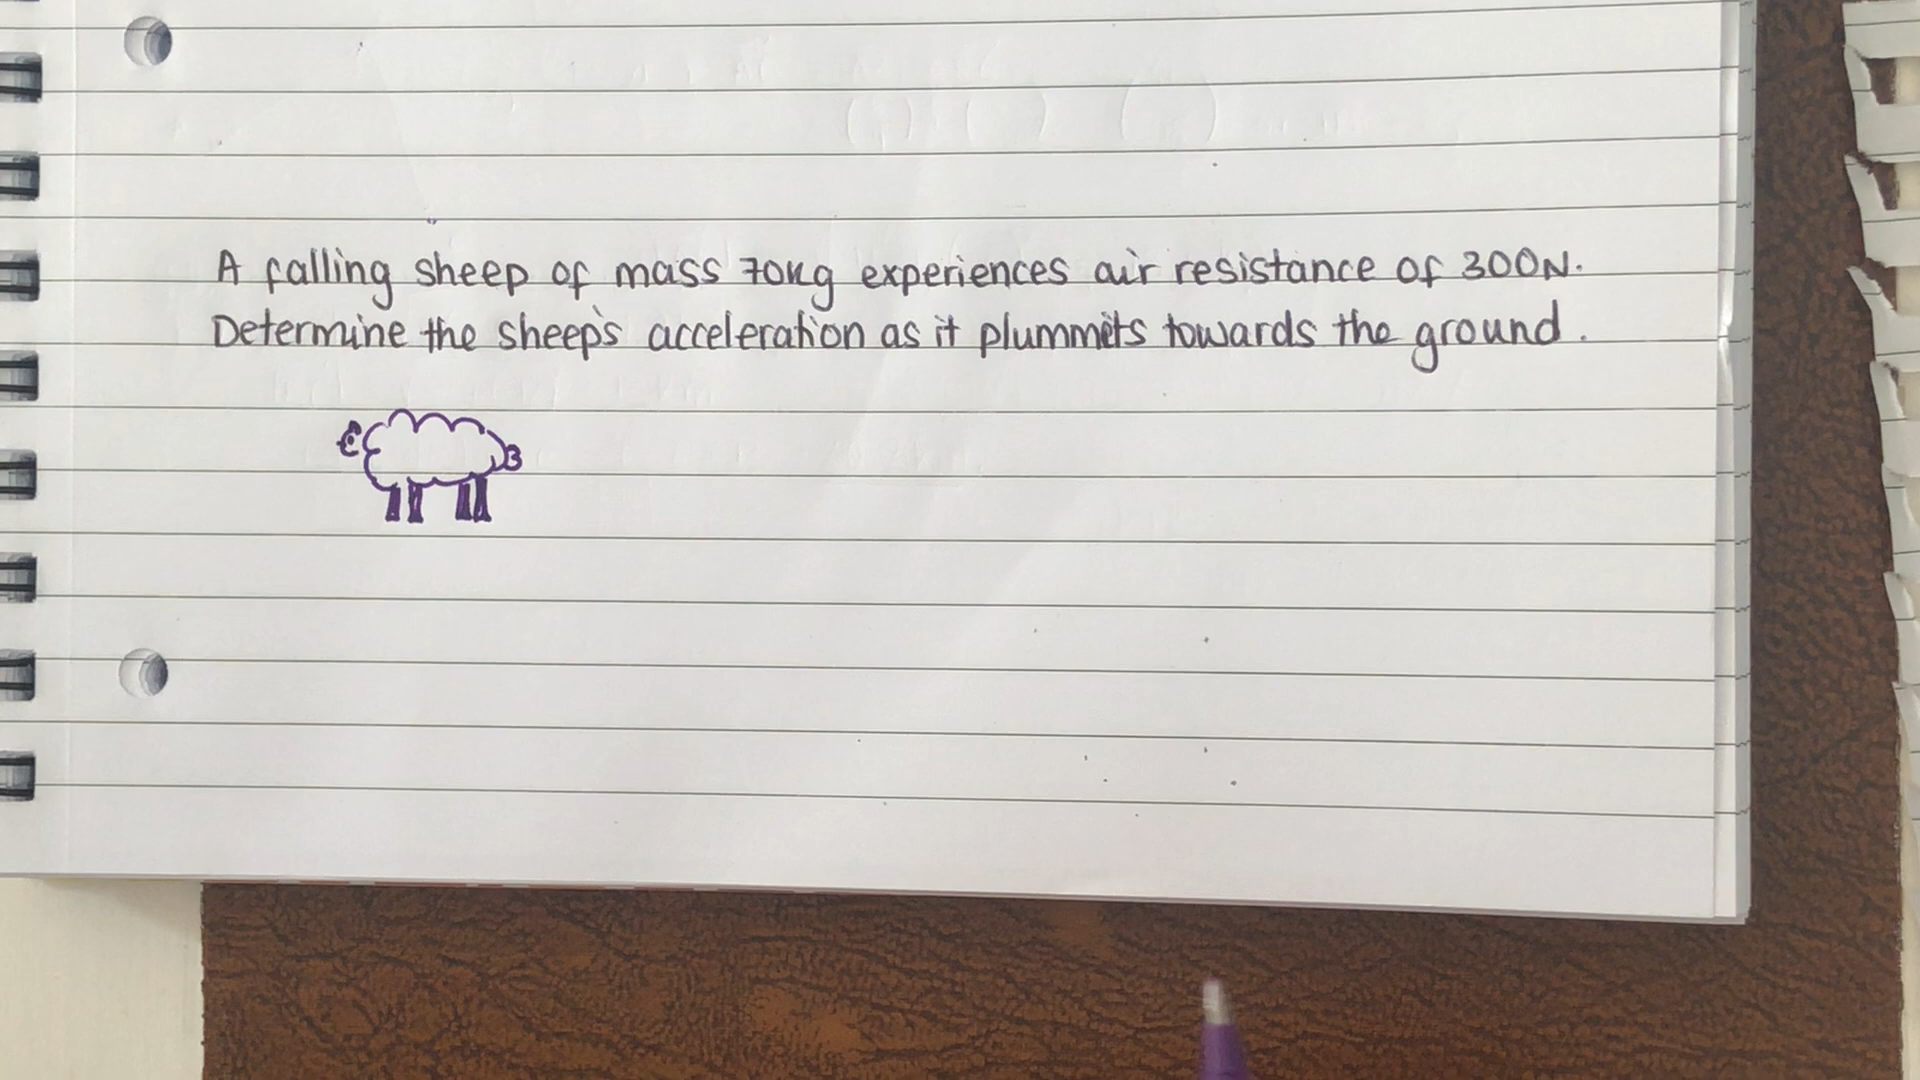 A falling sheep of mass 70kg experiences air resistance of 300N.
Determine the sheep's acceleration as it plummets towards the ground.